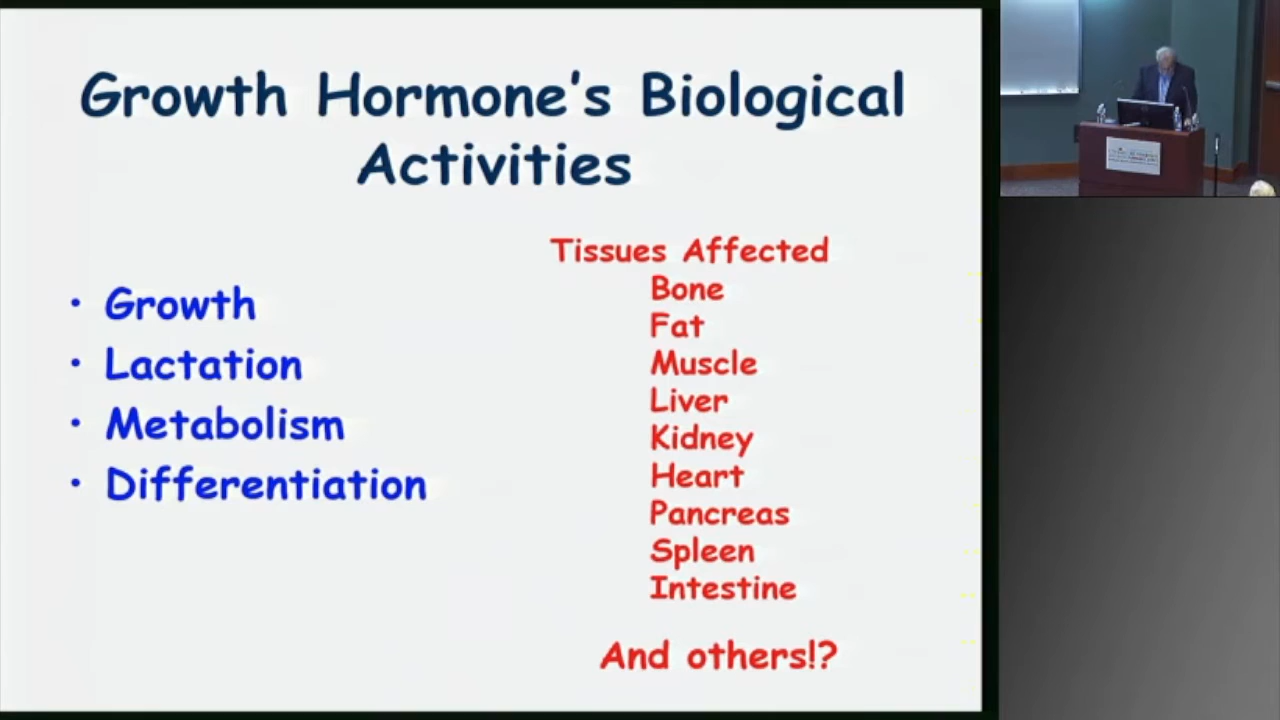 Growth Hormone's Biological
Activities
• Growth
• Lactation
• Metabolism
• Differentiation
Tissues Affected
Bone
Fat
Muscle
Liver
Kidney
Heart
Pancreas
Spleen
Intestine
And others!?